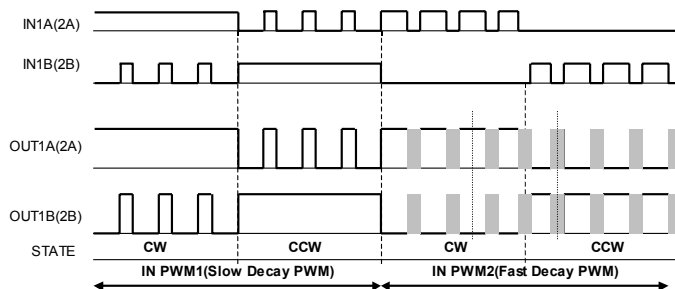 IN1A(2A)
IN1B(2B)
OUT1A(2A)
OUT1B(2B)
STATE CW CCW CW CCW
IN PWM1(Slow Decay PWM) IN PWM2(Fast Decay PWM)